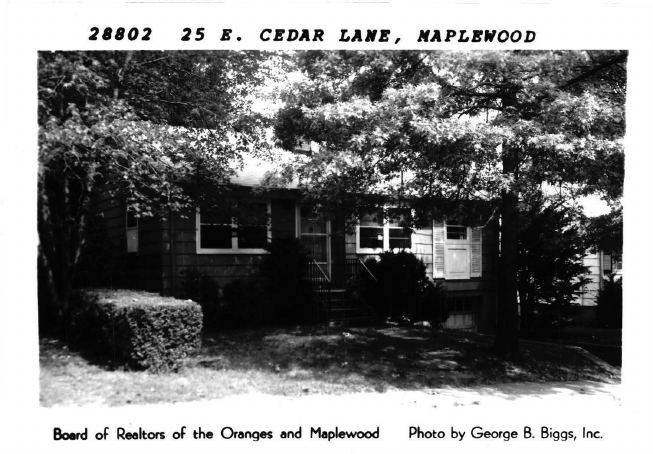 28802 25 E. CEDAR LANE, MAPLEWOOD
Board of Realtors of the Oranges and Maplewood Photo by George B. Biggs, Inc.